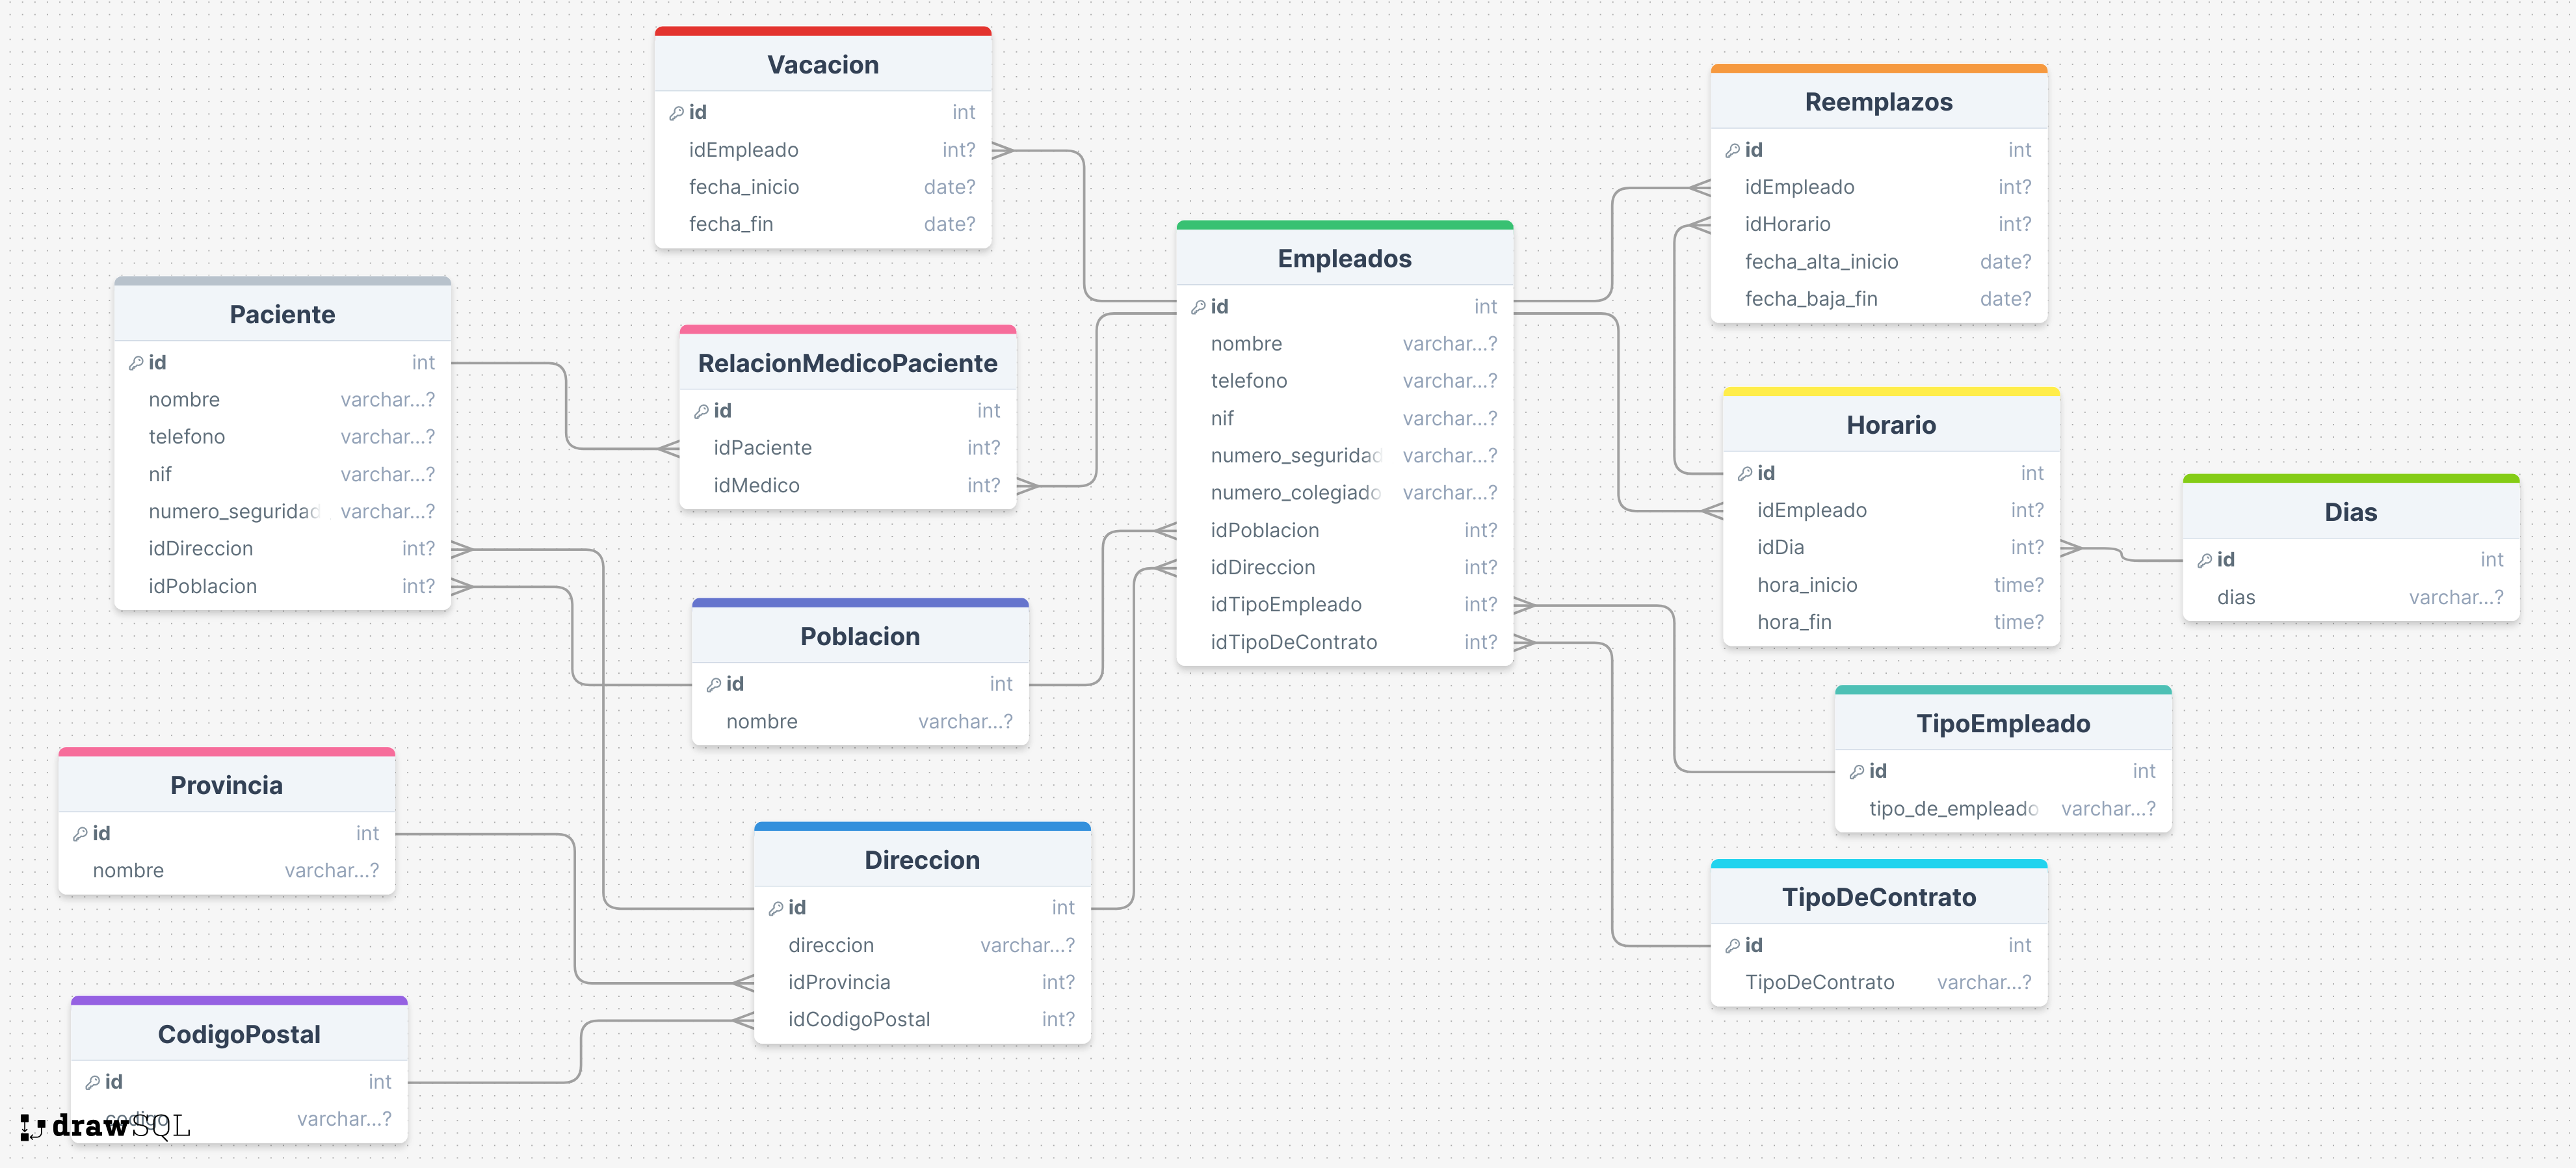 Vacacion
id int
idEmpleado int?
fecha_inicio date?
fecha_fin date?
Reemplazos
id int
idEmpleado int?
idHorario int?
fecha_alta_inicio date?
fecha_baja_fin date?
Empleados
id int
nombre varchar...?
telefono varchar...?
nif varchar...?
numero_seguridad varchar...?
numero_colegiado varchar...?
idPoblacion int?
idDireccion int?
idTipoEmpleado int?
idTipoDeContrato int?
Paciente
id int
nombre varchar...?
telefono varchar...?
nif varchar...?
numero_seguridad varchar...?
idDireccion int?
idPoblacion int?
RelacionMedicoPaciente
id int
idPaciente int?
idMedico int?
Horario
id int
idEmpleado int?
idDia int?
hora_inicio time?
hora_fin time?
Dias
id int
dias varchar...?
Poblacion
id int
nombre varchar...?
TipoEmpleado
id int
tipo_de_empleado varchar...?
Provincia
id int
nombre varchar...?
Direccion
id int
direccion varchar...?
idProvincia int?
idCodigoPostal int?
TipoDeContrato
id int
TipoDeContrato varchar...?
CodigoPostal
id int
codigo varchar...?
drawSQL